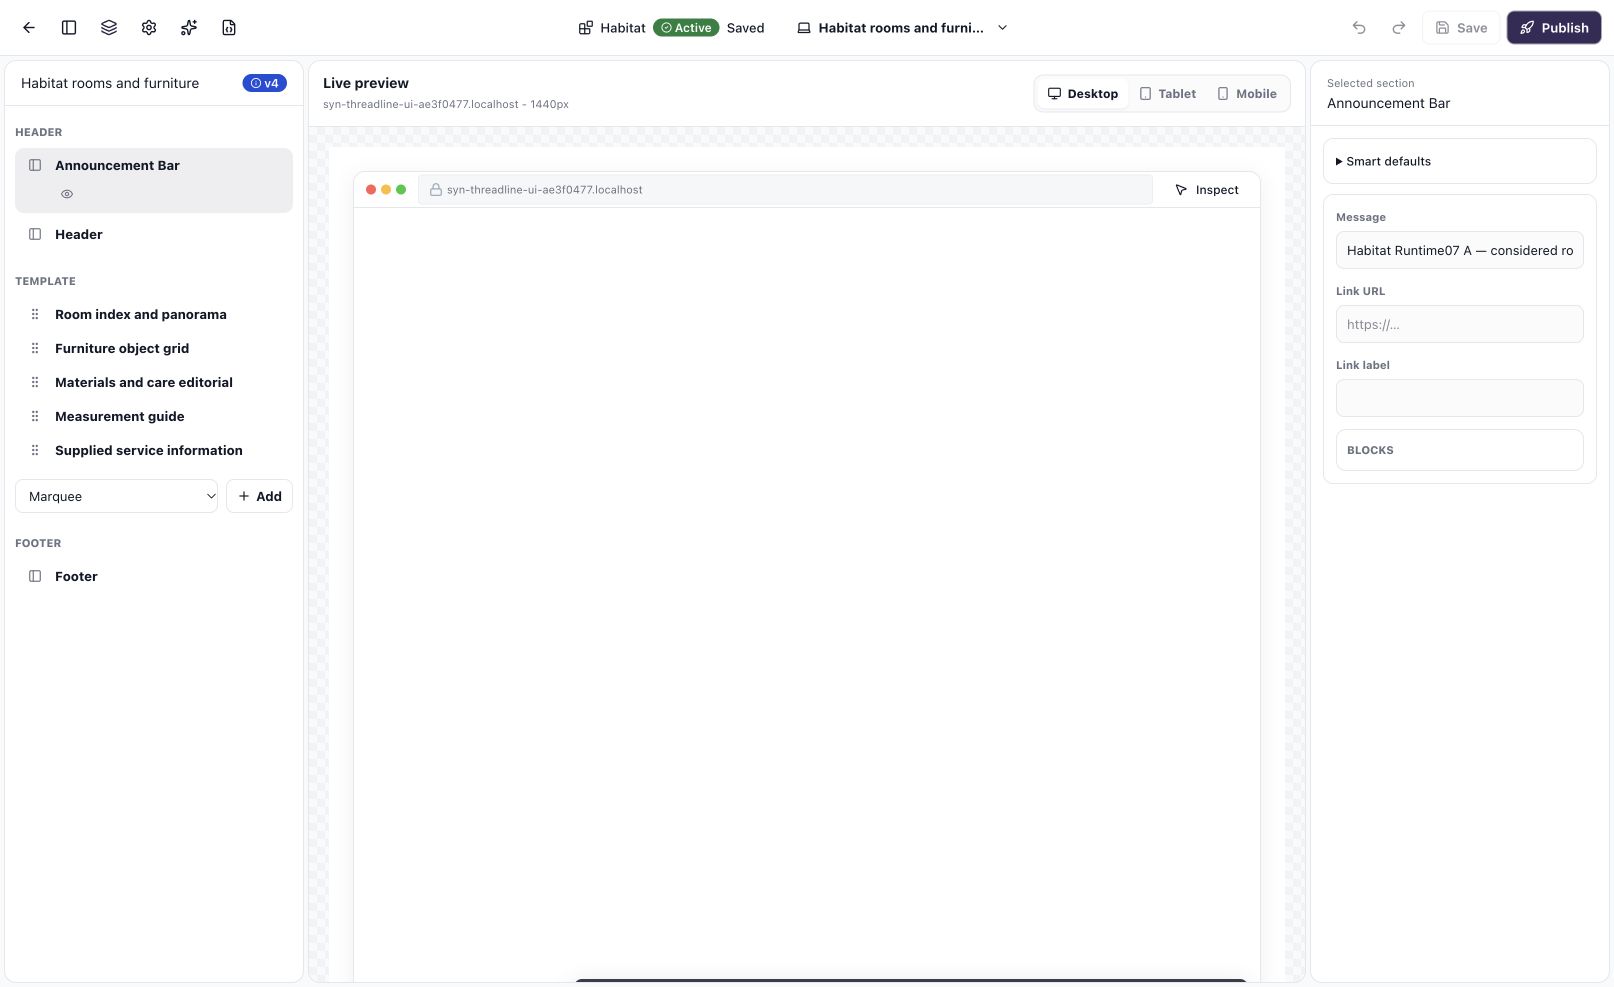 Habitat
Active
Saved
Habitat rooms and furni...
Save
Publish
Habitat rooms and furniture
v4
HEADER
Announcement Bar
Header
TEMPLATE
Room index and panorama
Furniture object grid
Materials and care editorial
Measurement guide
Supplied service information
Marquee
Add
FOOTER
Footer
Live preview
syn-threadline-ui-ae3f0477.localhost - 1440px
Desktop
Tablet
Mobile
syn-threadline-ui-ae3f0477.localhost
Inspect
Selected section
Announcement Bar
Smart defaults
Message
Habitat Runtime07 A — considered ro
Link URL
https://...
Link label
BLOCKS